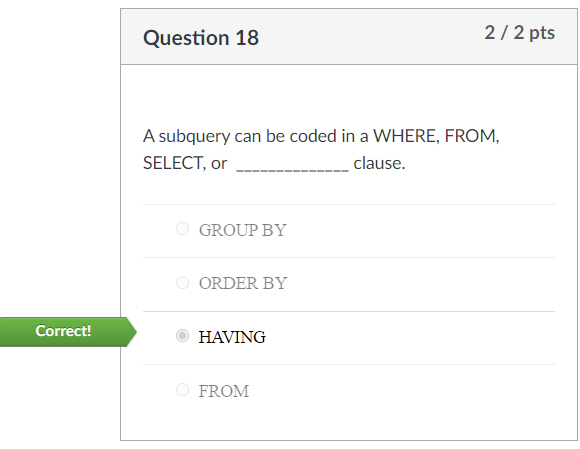 Question 18
2 / 2 pts
A subquery can be coded in a WHERE, FROM,
SELECT, or ______________ clause.
GROUP BY
ORDER BY
Correct!
HAVING
FROM